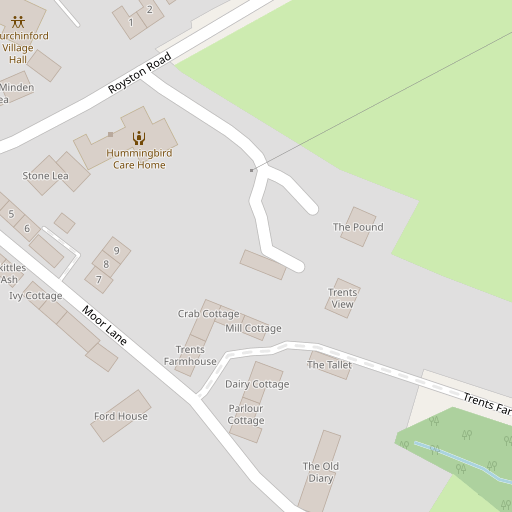 1
2
urchinford
Village
Hall
Minden
ea
Royston Road
Hummingbird
Care Home
Stone Lea
5
6
9
8
7
The Pound
kittles
Ash
Ivy Cottage
Moor Lane
Trents
View
Crab Cottage
Mill Cottage
Trents
Farmhouse
The Tallet
Dairy Cottage
Trents Far
Parlour
Cottage
Ford House
The Old
Diary